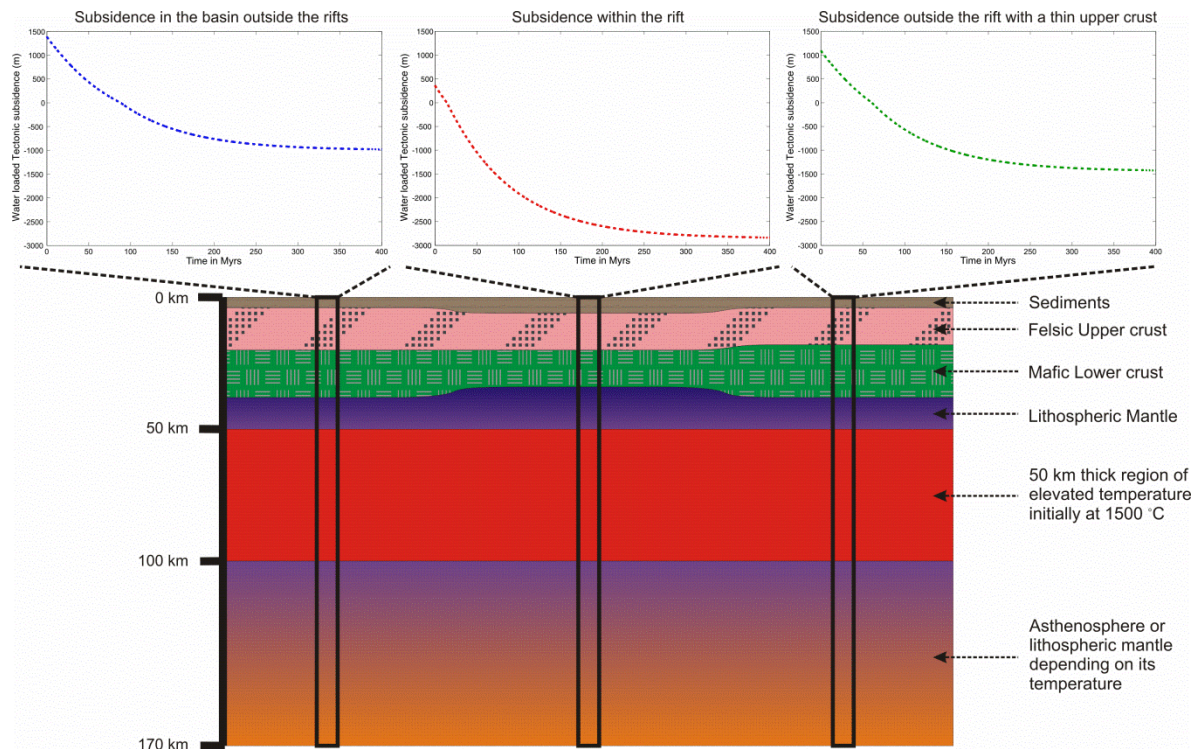 Subsidence in the basin outside the rifts
Water loaded Tectonic subsidence (m)
1500
1000
500
0
-500
-1000
-1500
-2000
-2500
-3000
0 50 100 150 200 250 300 350 400
Time in Myrs
Subsidence within the rift
Water loaded Tectonic subsidence (m)
1500
1000
500
0
-500
-1000
-1500
-2000
-2500
-3000
0 50 100 150 200 250 300 350 400
Time in Myrs
Subsidence outside the rift with a thin upper crust
Water loaded Tectonic subsidence (m)
1500
1000
500
0
-500
-1000
-1500
-2000
-2500
-3000
0 50 100 150 200 250 300 350 400
Time in Myrs
0 km
50 km
100 km
170 km
Sediments
Felsic Upper crust
Mafic Lower crust
Lithospheric Mantle
50 km thick region of
elevated temperature
initially at 1500 °C
Asthenosphere or
lithospheric mantle
depending on its
temperature